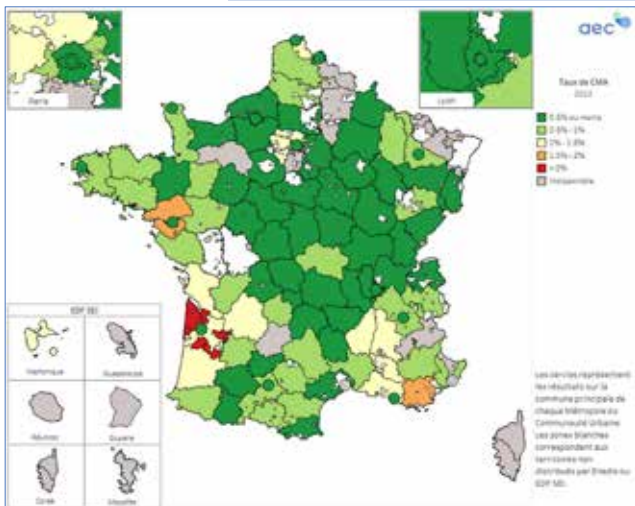 aec
Taux de CMA
0.5% ou moins
0.5% - 1%
1% - 1.5%
1.5% - 2%
>2%
Indisponible
Paris
Lyon
EDF SEI
Martinique
Guadeloupe
Réunion
Guyane
Corse
Mayotte
Les cercles représentent
les résultats sur la
commune principale de
chaque Métropole ou
Communauté Urbaine
Les zones blanches
correspondent aux
territoires non
distribués par Enedis ou
EDF SEI.